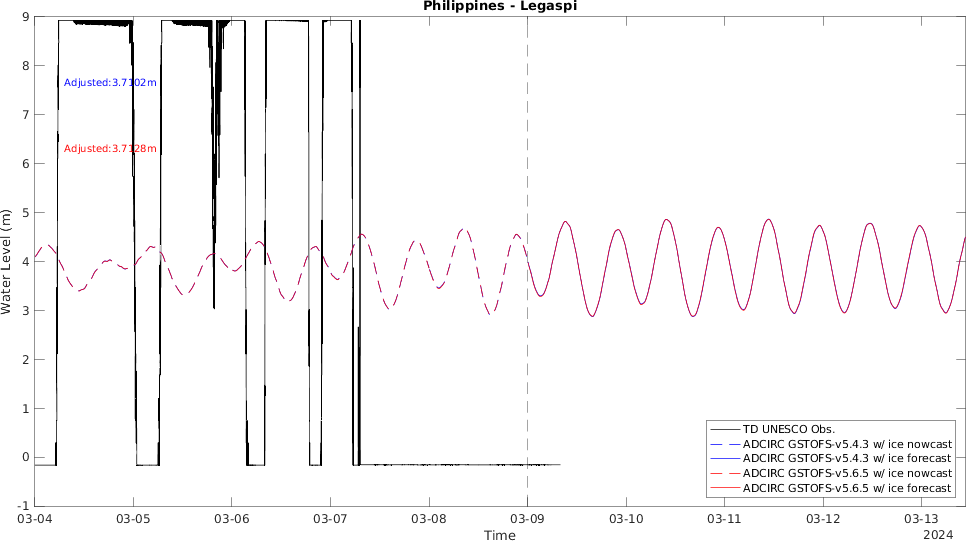 Philippines - Legaspi
Water Level (m)
9
8
7
6
5
4
3
2
1
0
-1
Adjusted:3.7102m
Adjusted:3.7128m
TD UNESCO Obs.
ADCIRC GSTOFS-v5.4.3 w/ ice nowcast
ADCIRC GSTOFS-v5.4.3 w/ ice forecast
ADCIRC GSTOFS-v5.6.5 w/ ice nowcast
ADCIRC GSTOFS-v5.6.5 w/ ice forecast
03-04 03-05 03-06 03-07 03-08 03-09 03-10 03-11 03-12 03-13
Time
2024